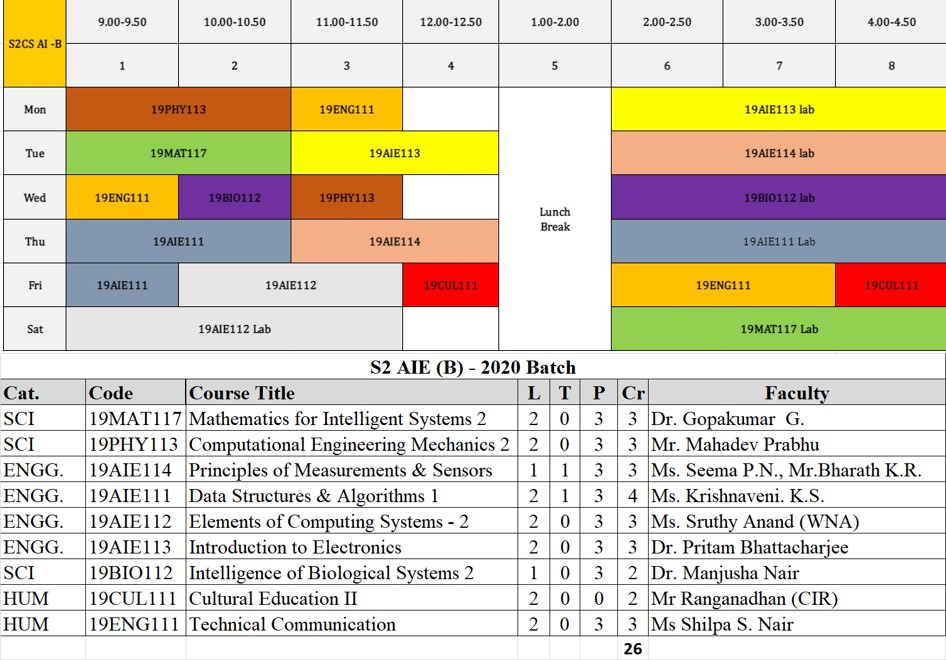 S2CS AI -B 9.00-9.50 10.00-10.50 11.00-11.50 12.00-12.50 1.00-2.00 2.00-2.50 3.00-3.50 4.00-4.50
1 2 3 4 5 6 7 8
Mon 19PHY113 19ENG111 19AIE113 lab
Tue 19MAT117 19AIE113 19AIE114 lab
Wed 19ENG111 19BIO112 19PHY113 19BIO112 lab
Lunch
Break
Thu 19AIE111 19AIE114 19AIE111 Lab
Fri 19AIE111 19AIE112 19CUL111 19ENG111 19CUL111
Sat 19AIE112 Lab 19MAT117 Lab
S2 AIE (B) - 2020 Batch
Cat. Code Course Title L T P Cr Faculty
SCI 19MAT117 Mathematics for Intelligent Systems 2 2 0 3 3 Dr. Gopakumar G.
SCI 19PHY113 Computational Engineering Mechanics 2 2 0 3 3 Mr. Mahadev Prabhu
ENGG. 19AIE114 Principles of Measurements & Sensors 1 1 3 3 Ms. Seema P.N., Mr.Bharath K.R.
ENGG. 19AIE111 Data Structures & Algorithms 1 2 1 3 4 Ms. Krishnaveni. K.S.
ENGG. 19AIE112 Elements of Computing Systems - 2 2 0 3 3 Ms. Sruthy Anand (WNA)
ENGG. 19AIE113 Introduction to Electronics 2 0 3 3 Dr. Pritam Bhattacharjee
SCI 19BIO112 Intelligence of Biological Systems 2 1 0 3 2 Dr. Manjusha Nair
HUM 19CUL111 Cultural Education II 2 0 0 2 Mr Ranganadhan (CIR)
HUM 19ENG111 Technical Communication 2 0 3 3 Ms Shilpa S. Nair
26